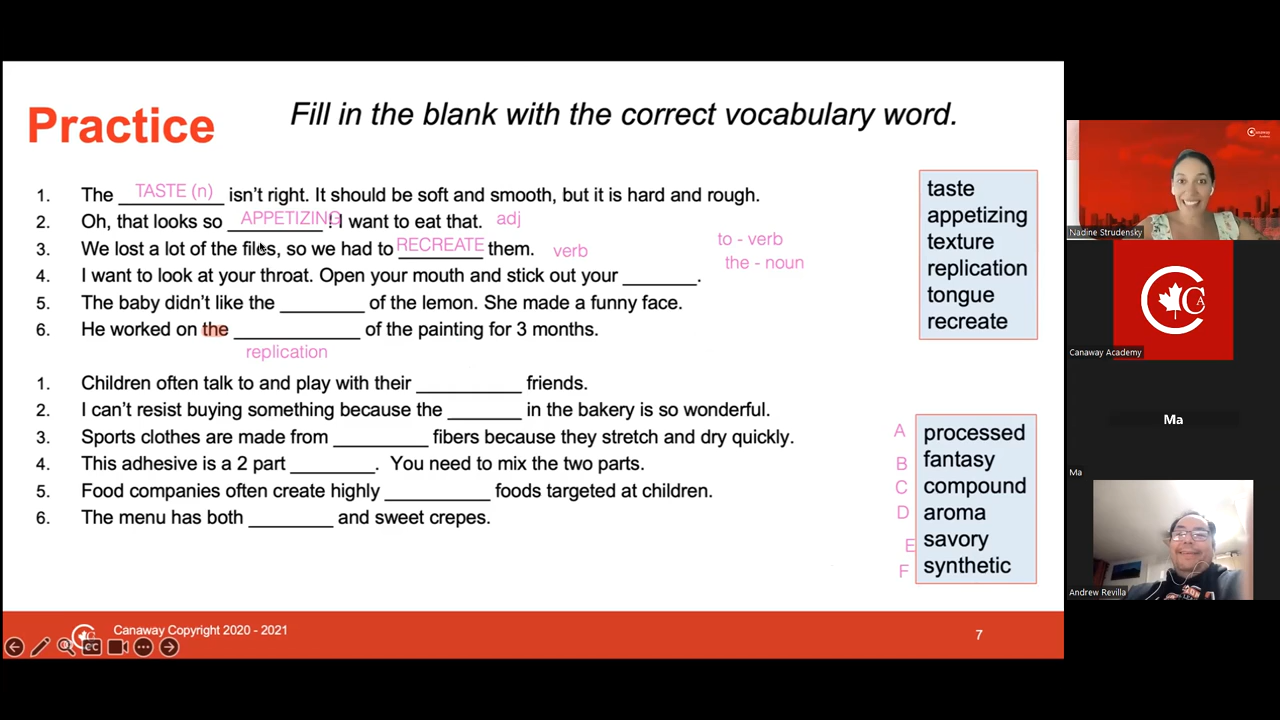 Practice
Fill in the blank with the correct vocabulary word.
1. The TASTE (n) isn't right. It should be soft and smooth, but it is hard and rough.
2. Oh, that looks so APPETIZING ! I want to eat that. adj
3. We lost a lot of the files, so we had to RECREATE them. verb
to - verb
the - noun
4. I want to look at your throat. Open your mouth and stick out your ________.
5. The baby didn't like the _________ of the lemon. She made a funny face.
6. He worked on the ______________ of the painting for 3 months.
replication
taste
appetizing
texture
replication
tongue
recreate
1. Children often talk to and play with their ___________ friends.
2. I can't resist buying something because the ________ in the bakery is so wonderful.
3. Sports clothes are made from __________ fibers because they stretch and dry quickly.
4. This adhesive is a 2 part _________. You need to mix the two parts.
5. Food companies often create highly ___________ foods targeted at children.
6. The menu has both _________ and sweet crepes.
A processed
B fantasy
C compound
D aroma
E savory
F synthetic
CA Canaway Copyright 2020 - 2021
7
CC
Canaway Academy
Nadine Strudensky
CA
Canaway Academy
Ma
Ma
Andrew Revilla